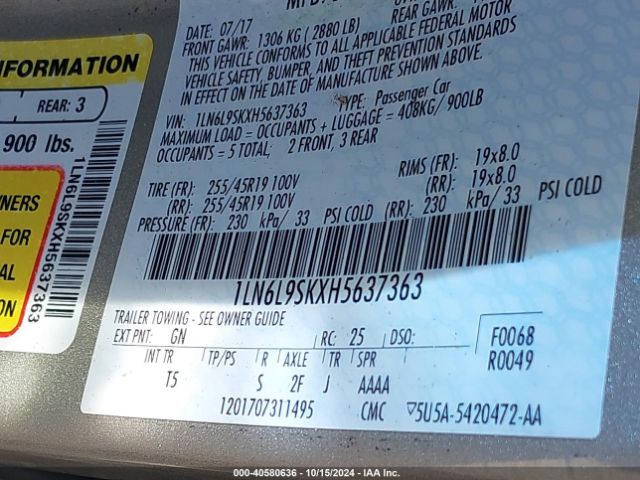 INFORMATION
REAR: 3
900 lbs.
1LN6L9SKXH5637363
OWNERS
FOR
AL
ON
DATE: 07/17
FRONT GAWR: 1306 KG ( 2880 LB)
REAR GAWR:
THIS VEHICLE CONFORMS TO ALL APPLICABLE FEDERAL MOTOR
VEHICLE SAFETY, BUMPER, AND THEFT PREVENTION STANDARDS
IN EFFECT ON THE DATE OF MANUFACTURE SHOWN ABOVE.
VIN: 1LN6L9SKXH5637363 TYPE: Passenger Car
MAXIMUM LOAD = OCCUPANTS + LUGGAGE = 408KG/900LB
OCCUPANTS = 5 TOTAL; 2 FRONT, 3 REAR
TIRE (FR): 255/45R19 100V RIMS (FR): 19x8.0
(RR): 255/45R19 100V (RR): 19x8.0
PRESSURE (FR): 230 kPa/ 33 PSI COLD (RR): 230 kPa/ 33 PSI COLD
1LN6L9SKXH5637363
TRAILER TOWING - SEE OWNER GUIDE
EXT PNT: GN RC: 25 DSO: F0068
R0049
INT TR TP/PS R AXLE TR SPR
T5 S 2F J AAAA
1201707311495 CMC 5U5A-5420472-AA
000-40580636 - 10/15/2024 - IAA Inc.